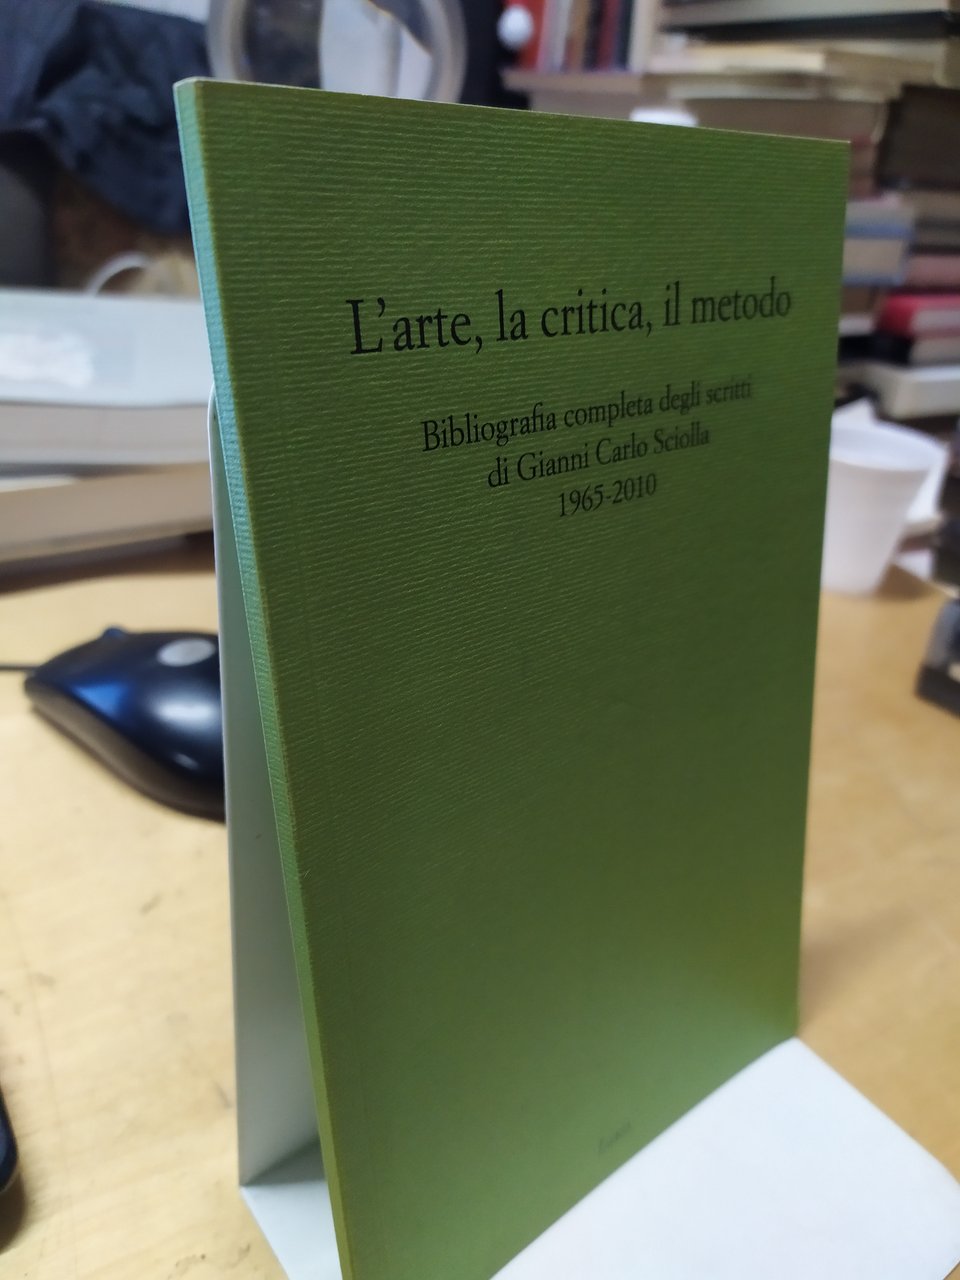 L'arte, la critica, il metodo
Bibliografia completa degli scritti
di Gianni Carlo Sciolla
1965-2010